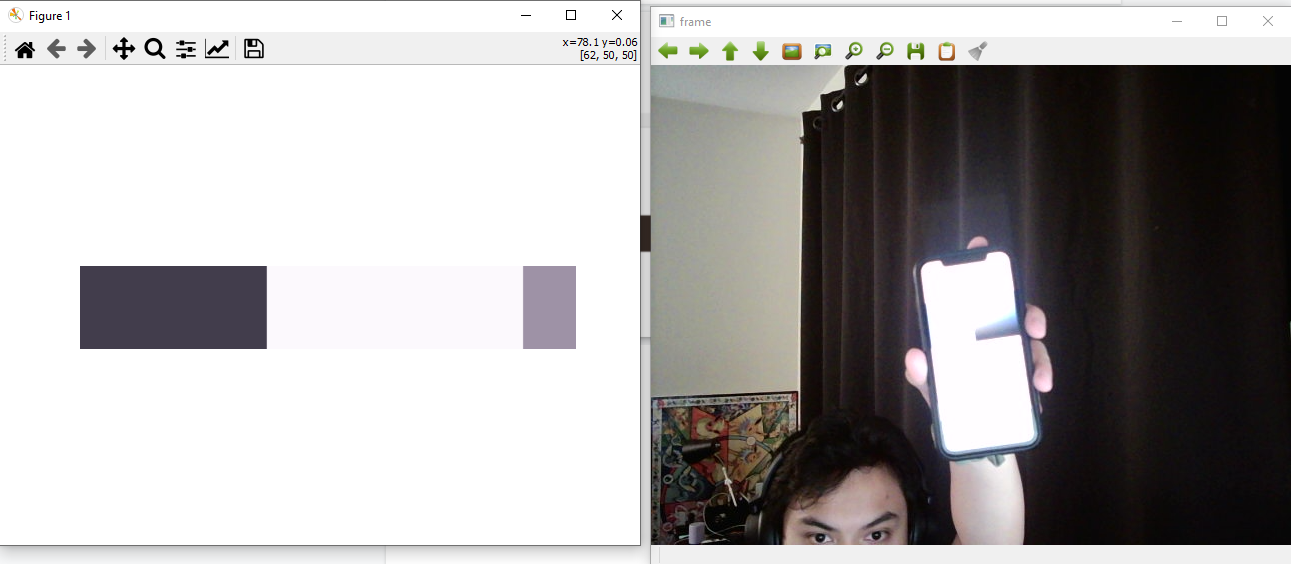 Figure 1
x=78.1 y=0.06
[62, 50, 50]
frame